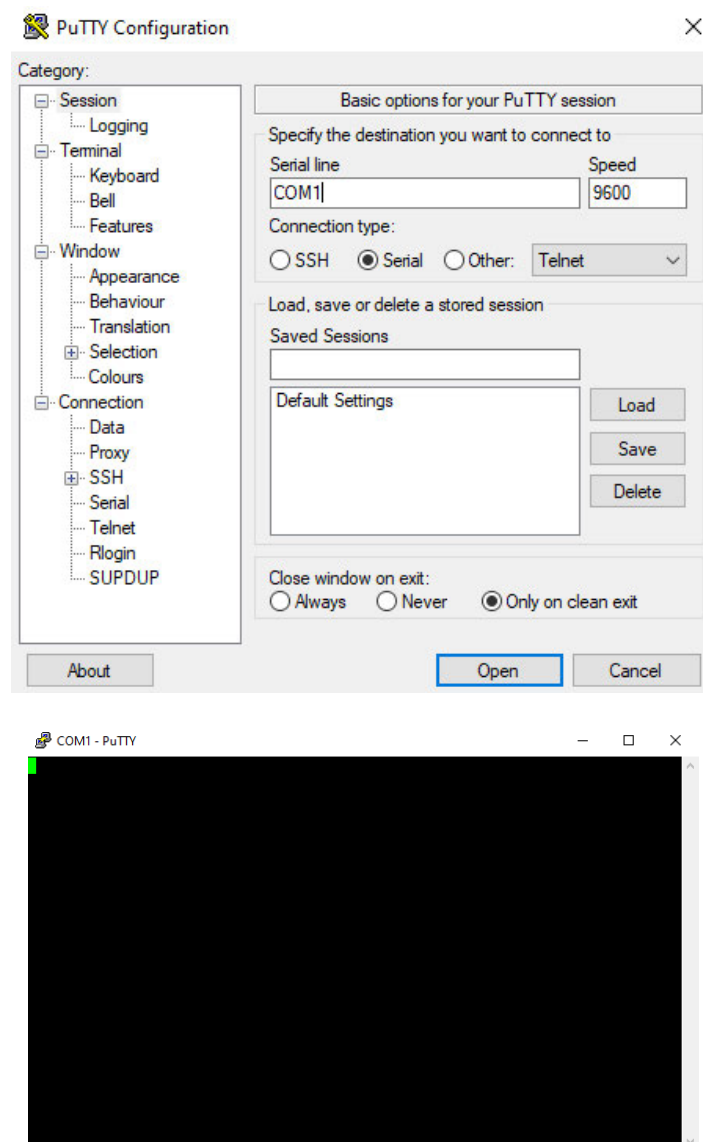 PuTTY Configuration
Category:
Session
Logging
Terminal
Keyboard
Bell
Features
Window
Appearance
Behaviour
Translation
Selection
Colours
Connection
Data
Proxy
SSH
Serial
Telnet
Rlogin
SUPDUP
Basic options for your PuTTY session
Specify the destination you want to connect to
Serial line Speed
COM1 9600
Connection type:
SSH Serial Other: Telnet
Load, save or delete a stored session
Saved Sessions
Default Settings
Load
Save
Delete
Close window on exit:
Always Never Only on clean exit
About Open Cancel
COM1 - PuTTY